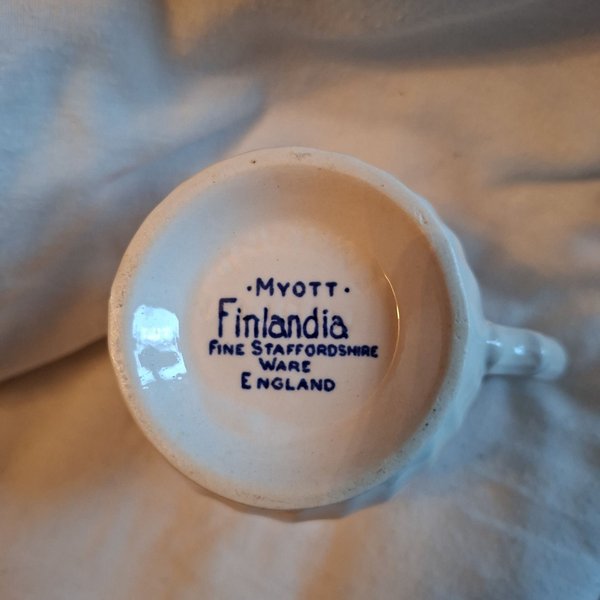 ·MYOTT·
Finlandia
FINE STAFFORDSHIRE
WARE
ENGLAND